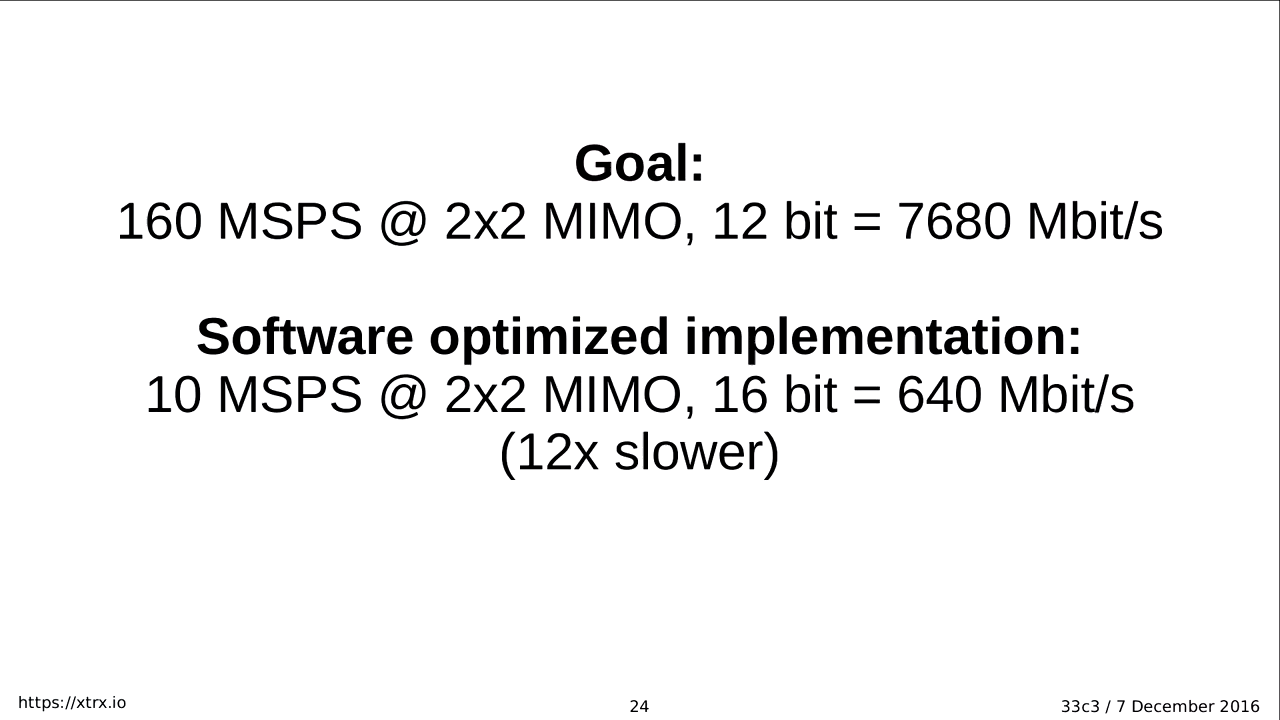 Goal:
160 MSPS @ 2x2 MIMO, 12 bit = 7680 Mbit/s
Software optimized implementation:
10 MSPS @ 2x2 MIMO, 16 bit = 640 Mbit/s
(12x slower)
https://xtrx.io
24
33c3 / 7 December 2016